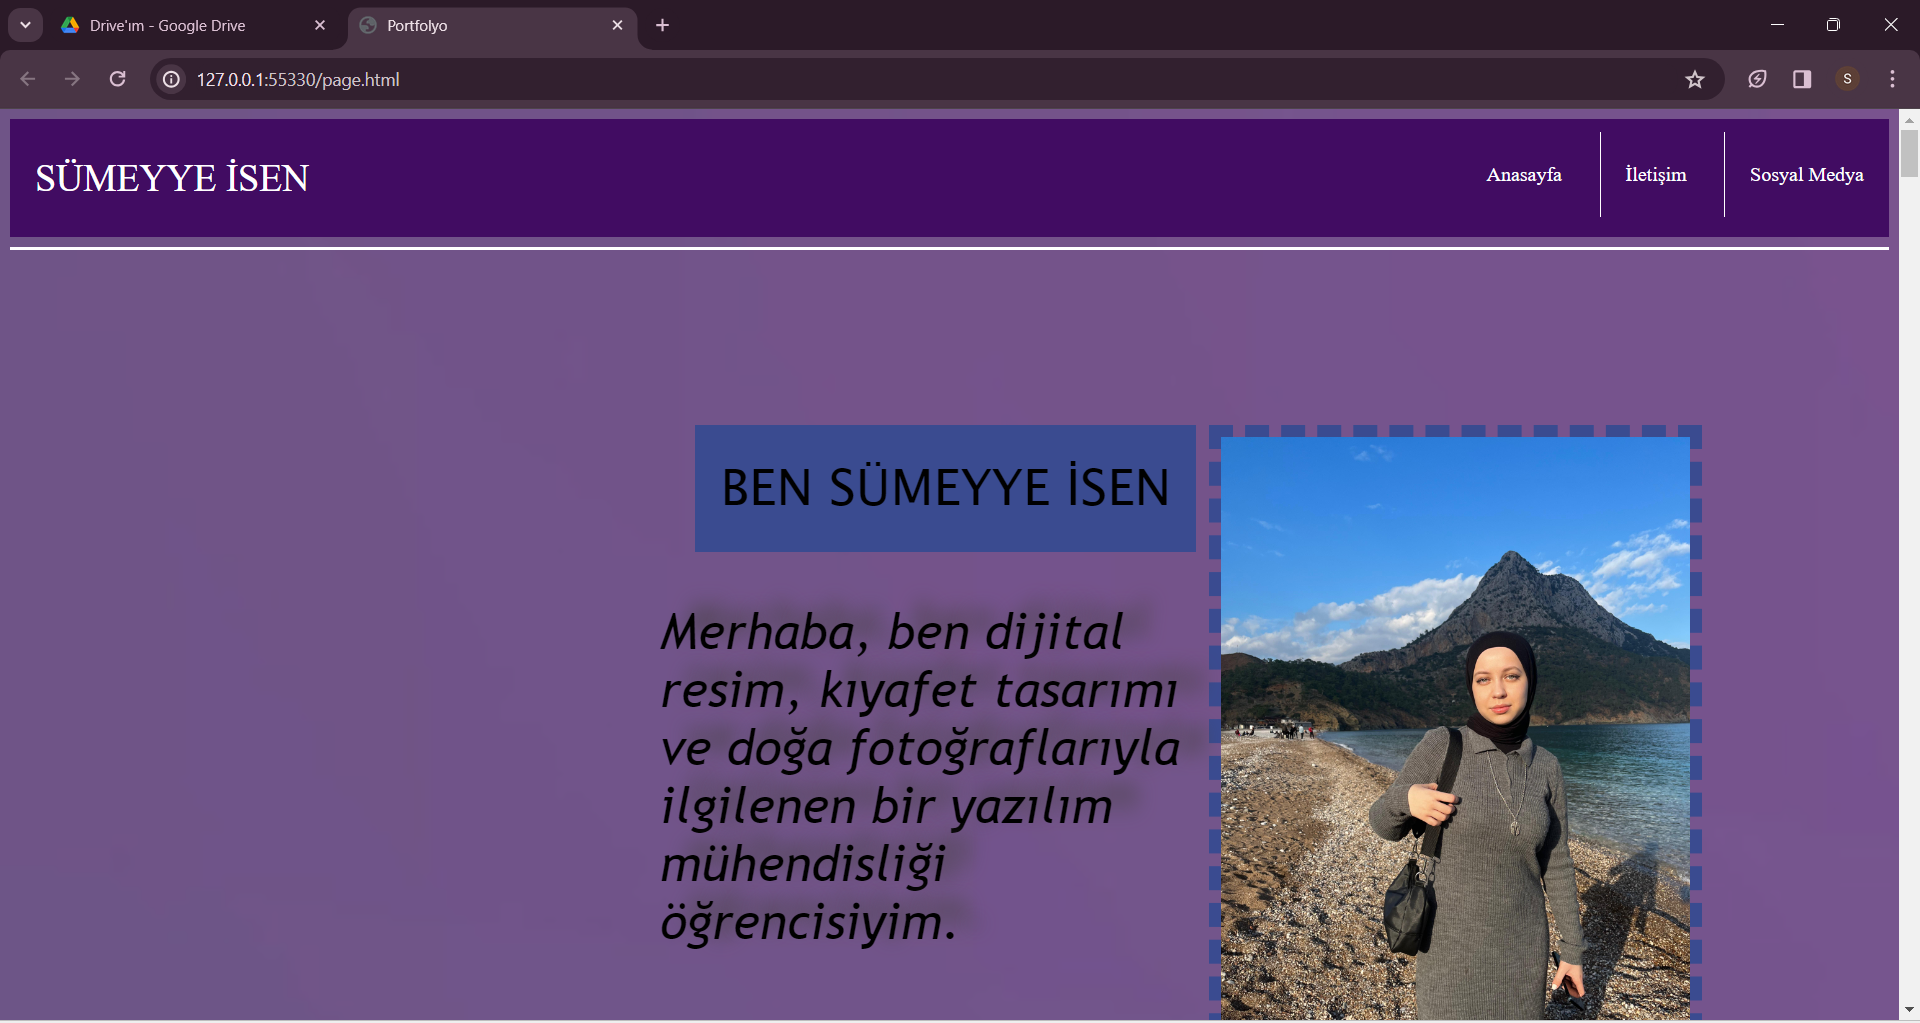 Drive'ım - Google Drive
Portfolyo
127.0.0.1:55330/page.html
S
SÜMEYYE İSEN
Anasayfa
İletişim
Sosyal Medya
BEN SÜMEYYE İSEN
Merhaba, ben dijital
resim, kıyafet tasarımı
ve doğa fotoğraflarıyla
ilgilenen bir yazılım
mühendisliği
öğrencisiyim.